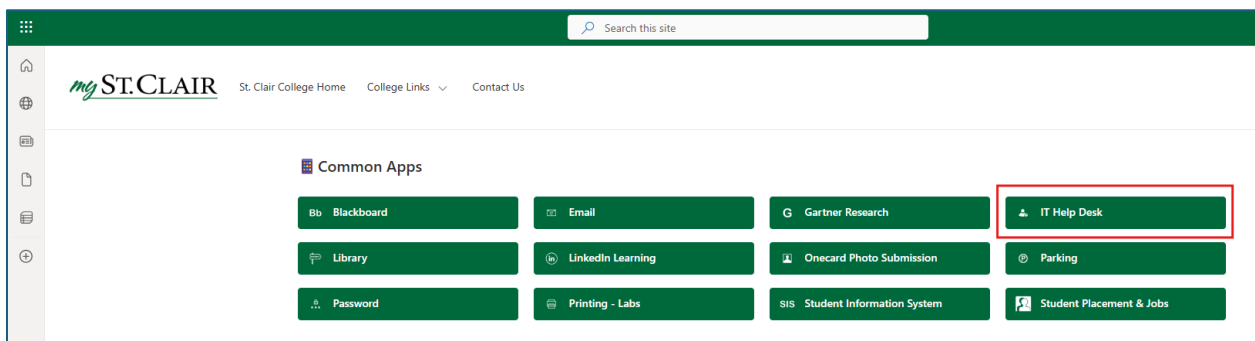 Search this site
my ST. CLAIR St. Clair College Home College Links Contact Us
Common Apps
Bb Blackboard Email G Gartner Research IT Help Desk
Library in LinkedIn Learning Onecard Photo Submission P Parking
Password Printing - Labs SIS Student Information System Student Placement & Jobs